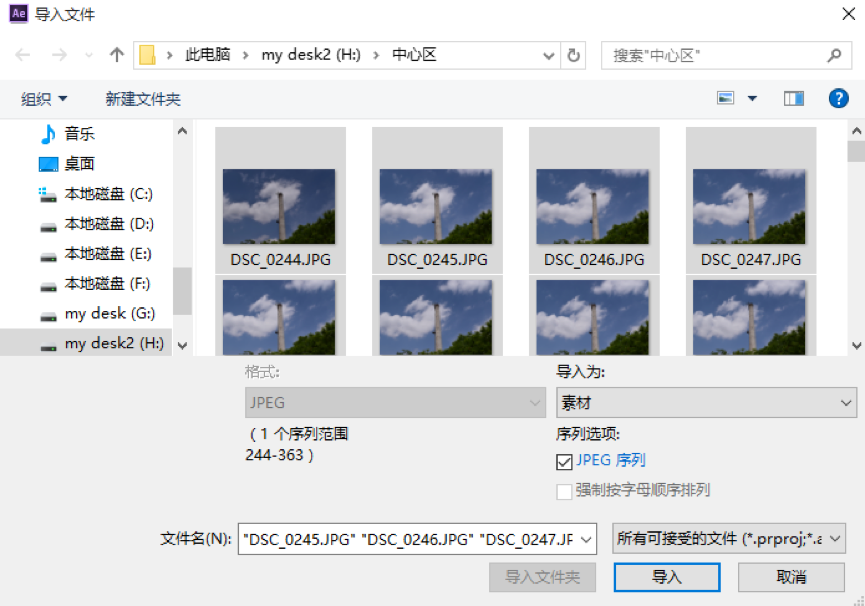 Ae 导入文件
此电脑 › my desk2 (H:) › 中心区
搜索"中心区"
组织 新建文件夹
音乐
桌面
本地磁盘 (C:)
本地磁盘 (D:)
本地磁盘 (E:)
本地磁盘 (F:)
my desk (G:)
my desk2 (H:)
DSC_0244.JPG DSC_0245.JPG DSC_0246.JPG DSC_0247.JPG
格式:
JPEG
( 1 个序列范围
244-363 )
导入为:
素材
序列选项:
JPEG 序列
强制按字母顺序排列
文件名(N): "DSC_0245.JPG" "DSC_0246.JPG" "DSC_0247.JF
所有可接受的文件 (*.prproj;*.a
导入文件夹 导入 取消